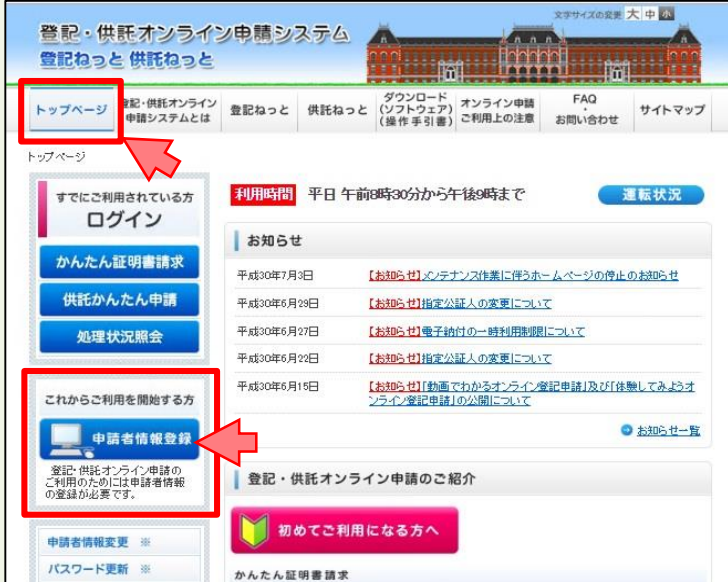 文字サイズの変更 大 中 小
登記・供託オンライン申請システム
登記ねっと 供託ねっと
トップページ
登記・供託オンライン
申請システムとは
登記ねっと
供託ねっと
ダウンロード
(ソフトウェア)
(操作手引書)
オンライン申請
ご利用上の注意
FAQ
・
お問い合わせ
サイトマップ
トップページ
すでにご利用されている方
ログイン
かんたん証明書請求
供託かんたん申請
処理状況照会
これからご利用を開始する方
申請者情報登録
登記・供託オンライン申請の
ご利用のためには申請者情報
の登録が必要です。
申請者情報変更 ※
パスワード更新 ※
利用時間 平日 午前8時30分から午後9時まで
運転状況
お知らせ
平成30年7月3日 【お知らせ】メンテナンス作業に伴うホームページの停止のお知らせ
平成30年6月29日 【お知らせ】指定公証人の変更について
平成30年6月27日 【お知らせ】電子納付の一時利用制限について
平成30年6月22日 【お知らせ】指定公証人の変更について
平成30年6月15日 【お知らせ】「動画でわかるオンライン登記申請」及び「体験してみようオ
ンライン登記申請」の公開について
お知らせ一覧
登記・供託オンライン申請のご紹介
初めてご利用になる方へ
かんたん証明書請求